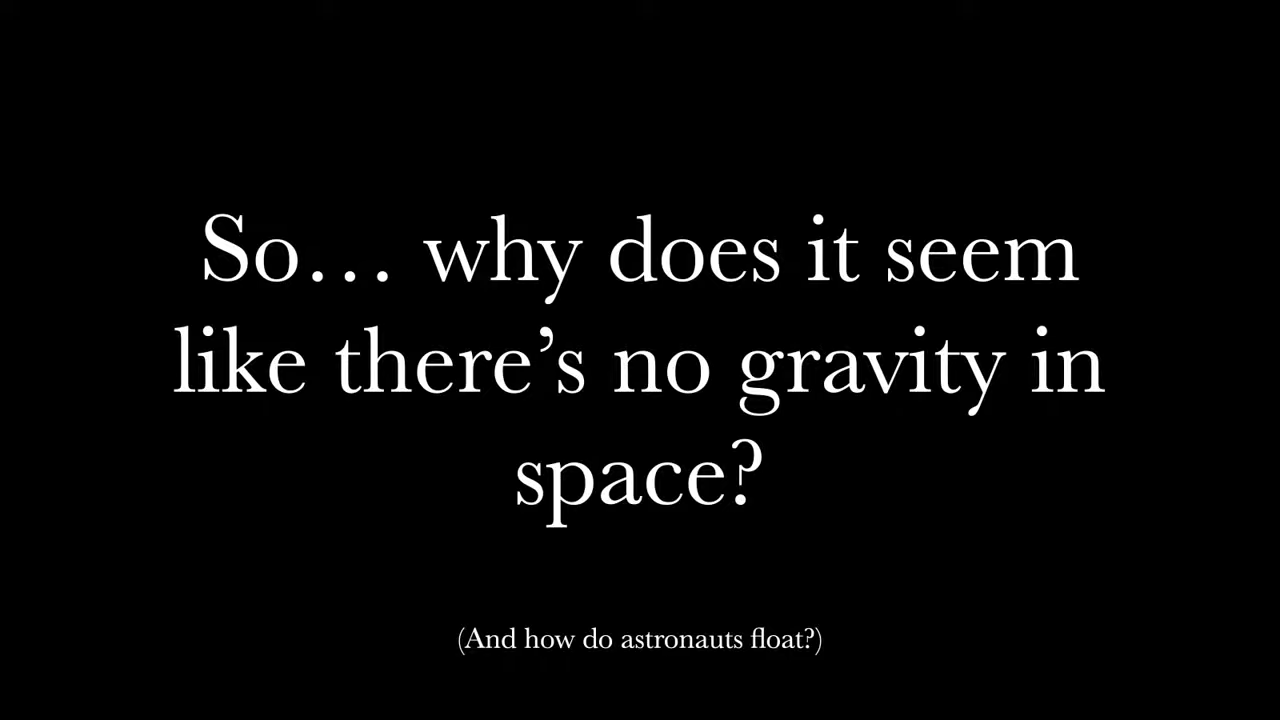 So… why does it seem
like there’s no gravity in
space?
(And how do astronauts float?)